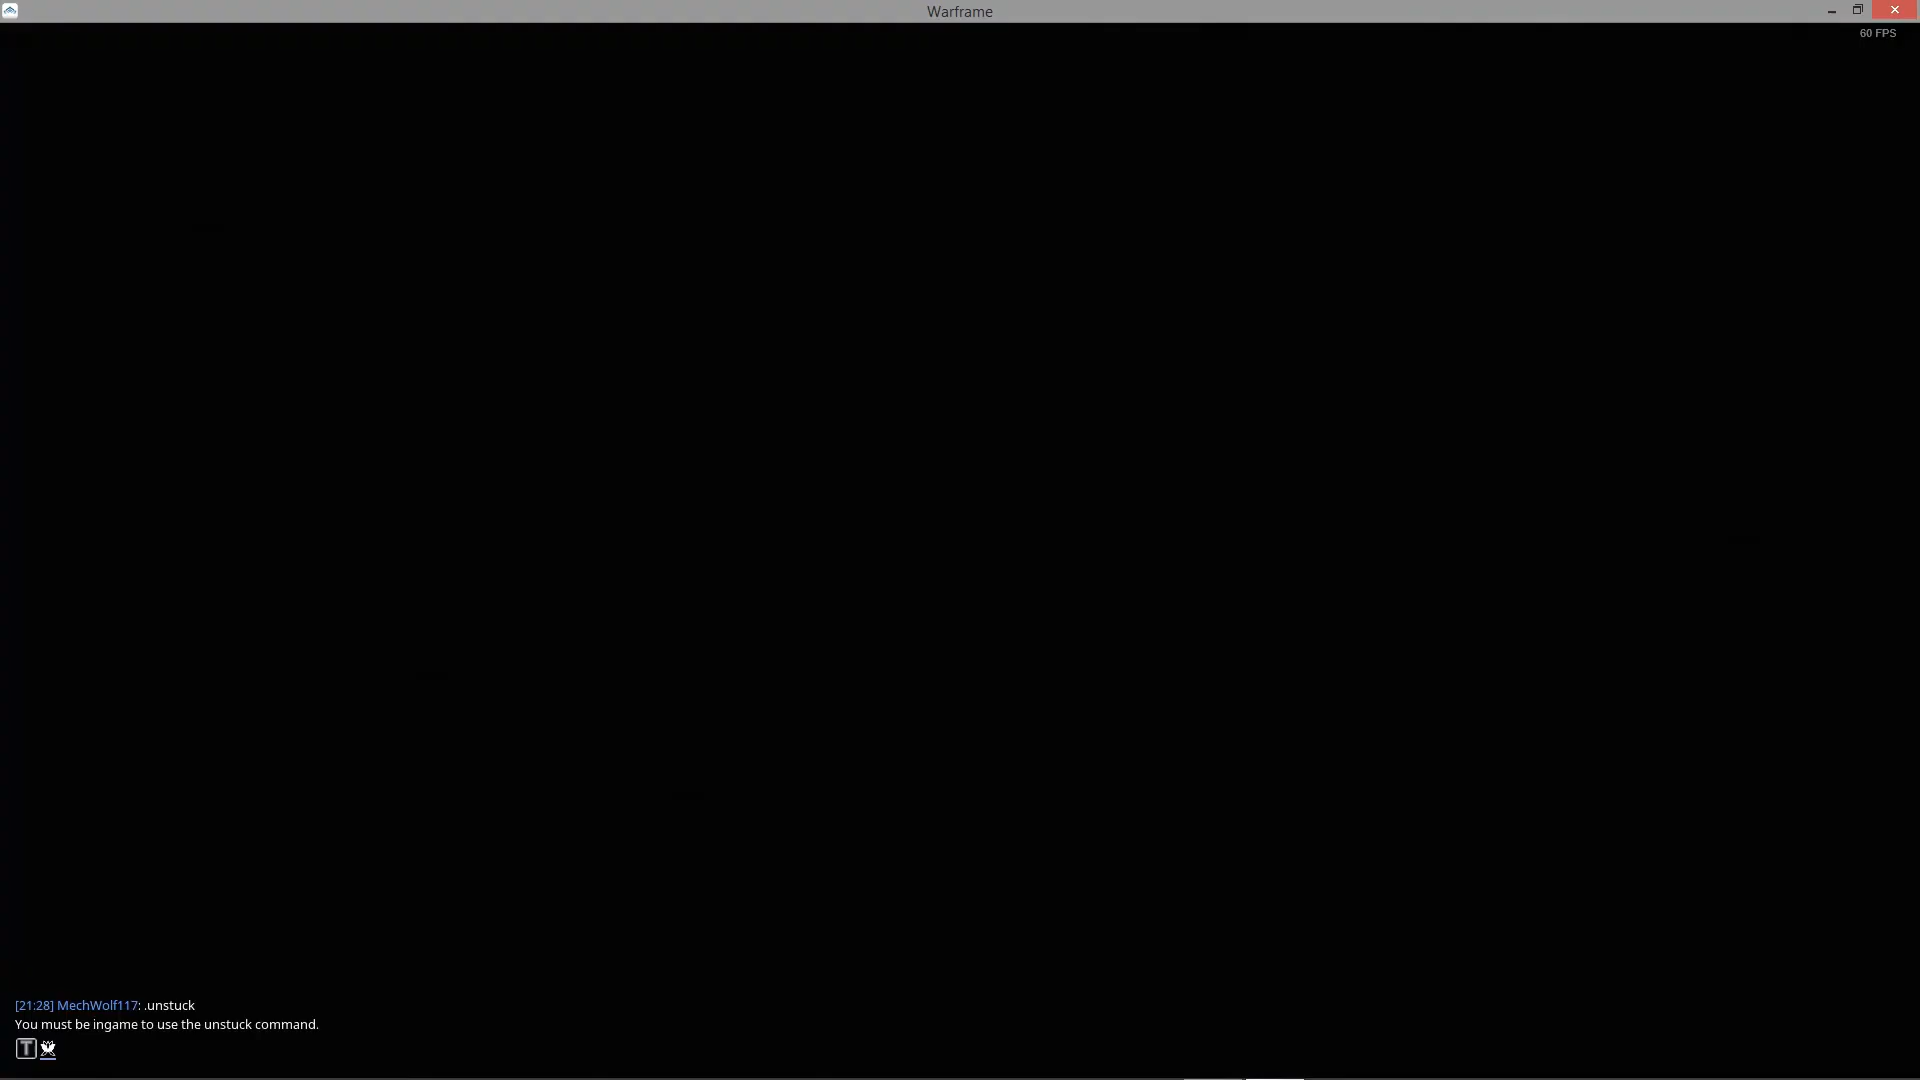 Warframe
60 FPS
[21:28] MechWolf117: .unstuck
You must be ingame to use the unstuck command.
T